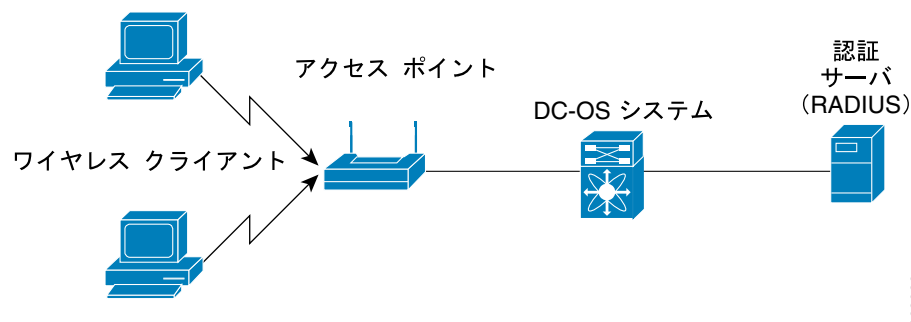 アクセス ポイント
認証
サーバ
（RADIUS）
DC-OS システム
ワイヤレス クライアント